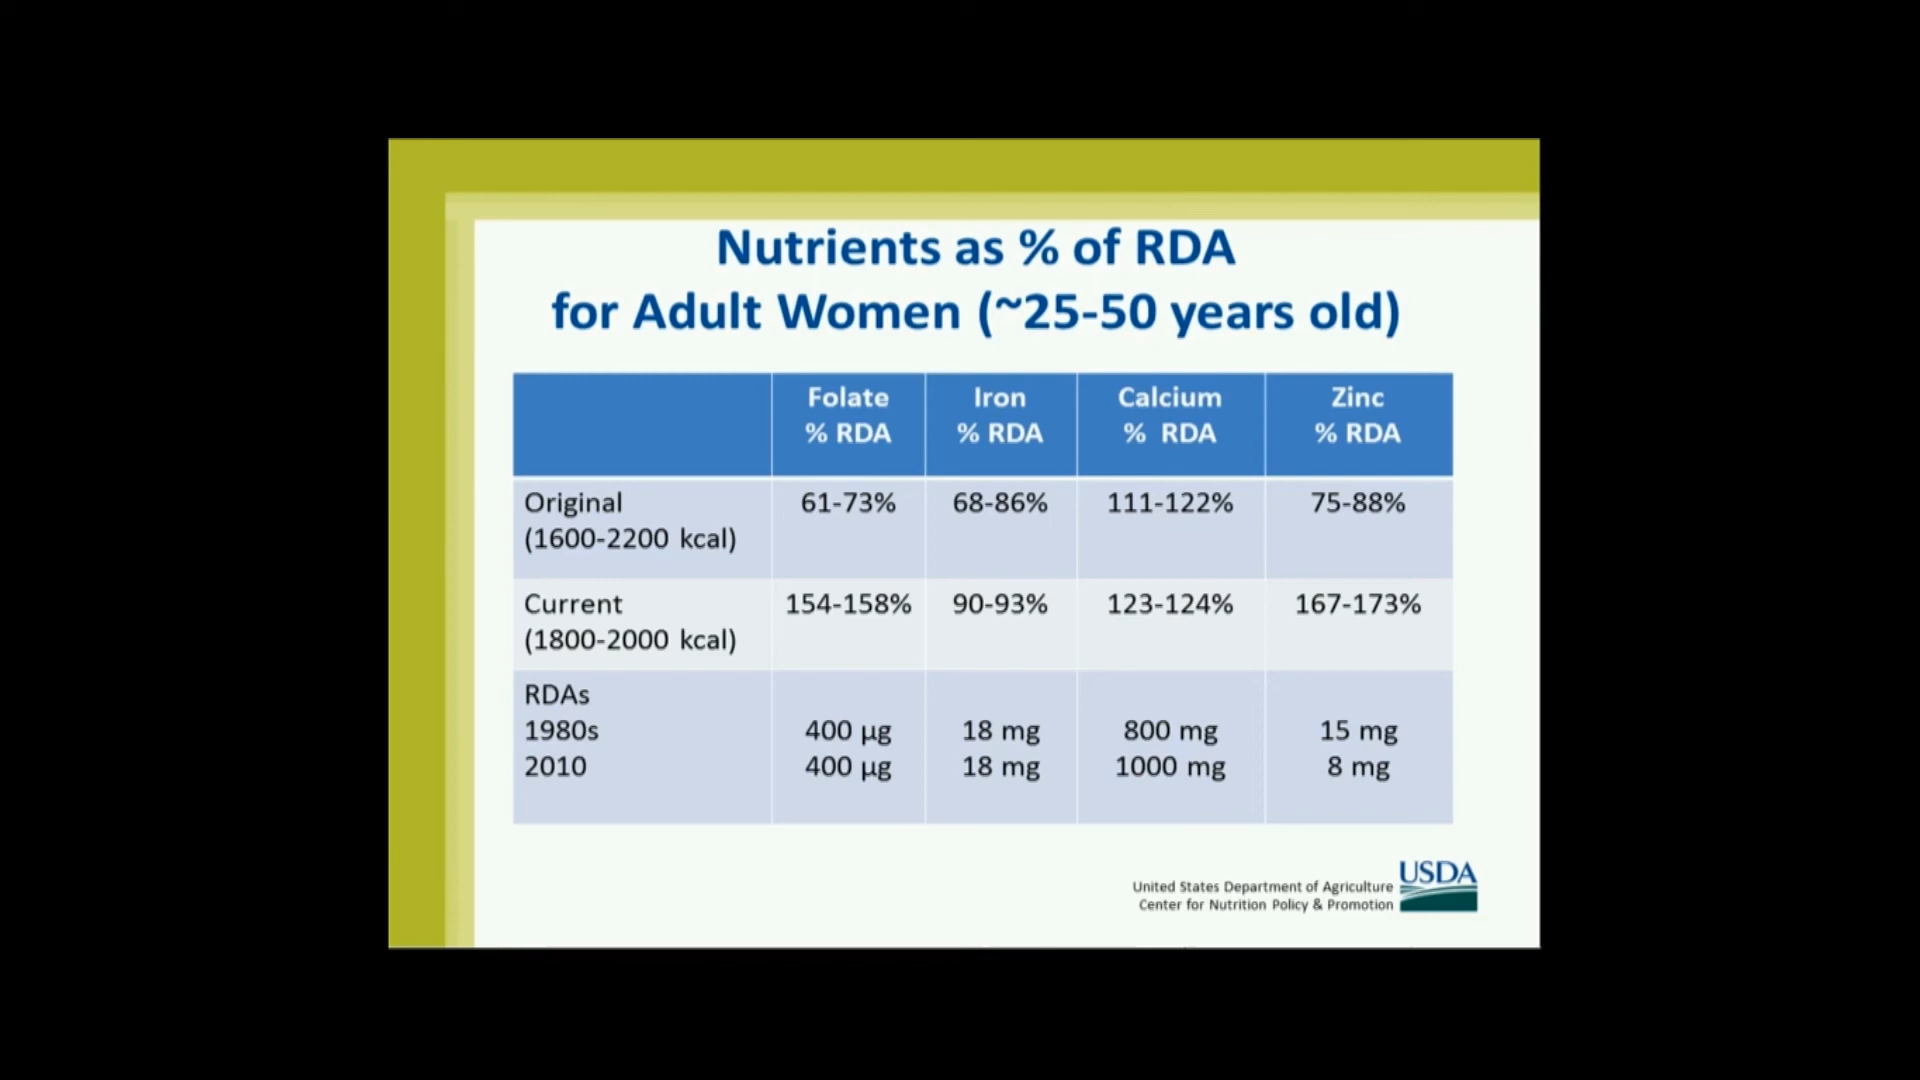 Nutrients as % of RDA
for Adult Women (~25-50 years old)
Folate Iron Calcium Zinc
% RDA % RDA % RDA % RDA
Original 61-73% 68-86% 111-122% 75-88%
(1600-2200 kcal)
Current 154-158% 90-93% 123-124% 167-173%
(1800-2000 kcal)
RDAs
1980s 400 µg 18 mg 800 mg 15 mg
2010 400 µg 18 mg 1000 mg 8 mg
United States Department of Agriculture
Center for Nutrition Policy & Promotion
USDA